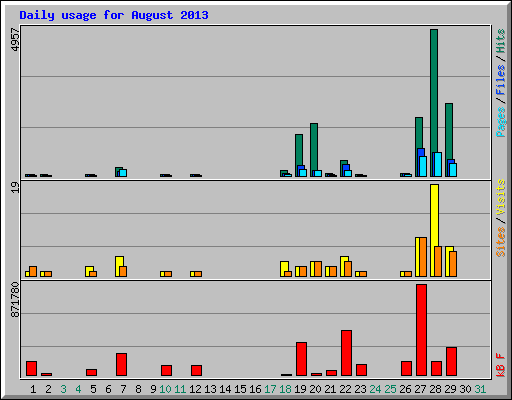 Daily usage for August 2013
4957
Pages / Files / Hits
19
Sites / Visits
871780
kB F
1 2 3 4 5 6 7 8 9 10 11 12 13 14 15 16 17 18 19 20 21 22 23 24 25 26 27 28 29 30 31